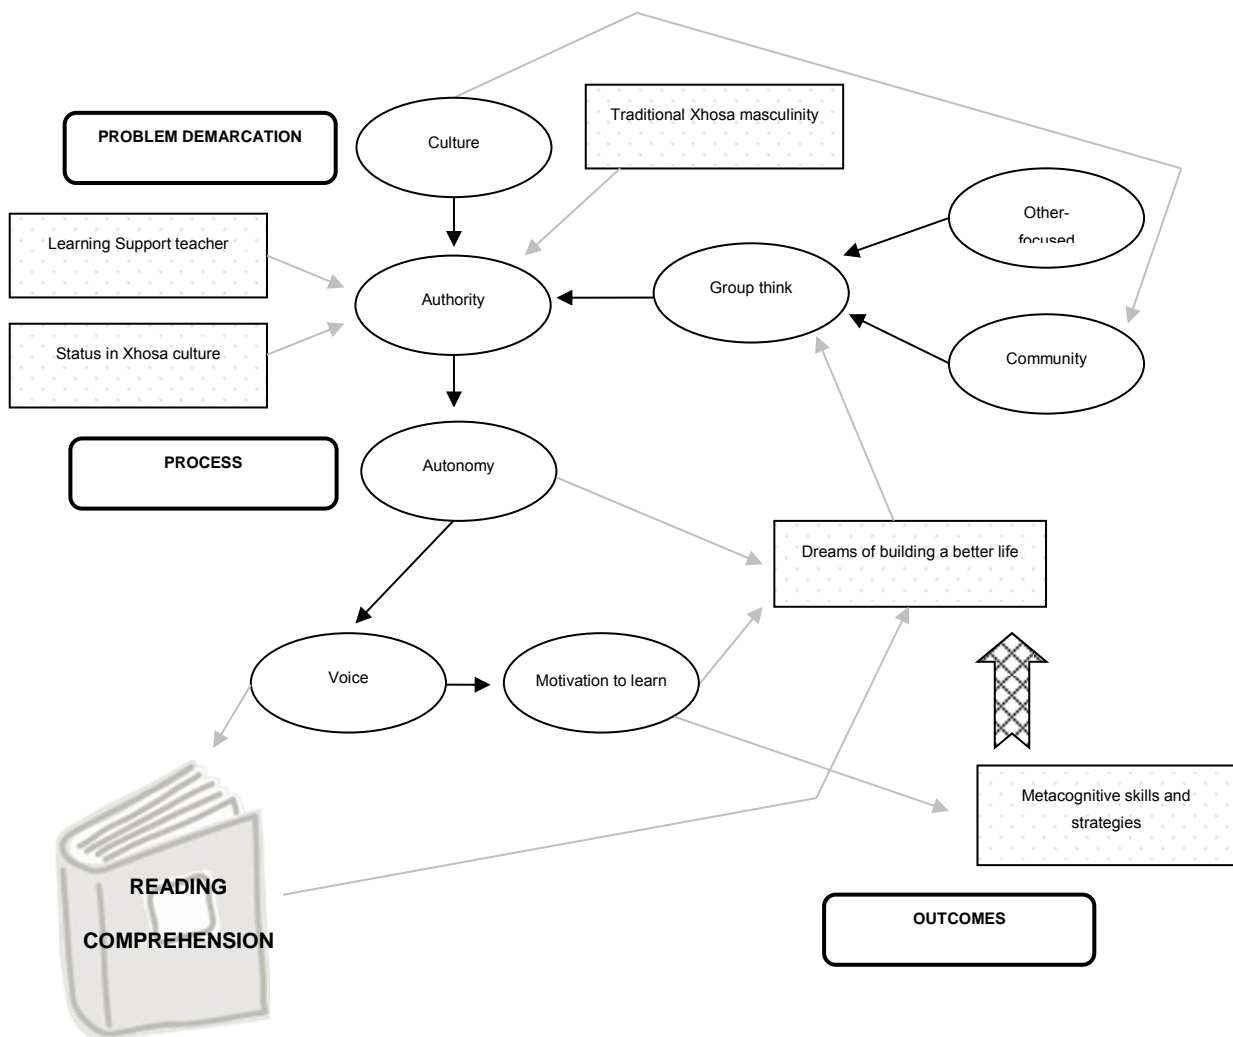 Culture
Traditional Xhosa masculinity
PROBLEM DEMARCATION
Other-
focused
Learning Support teacher
Group think
Authority
Status in Xhosa culture
Community
PROCESS
Autonomy
Dreams of building a better life
Voice
Motivation to learn
Metacognitive skills and
strategies
READING
COMPREHENSION
OUTCOMES